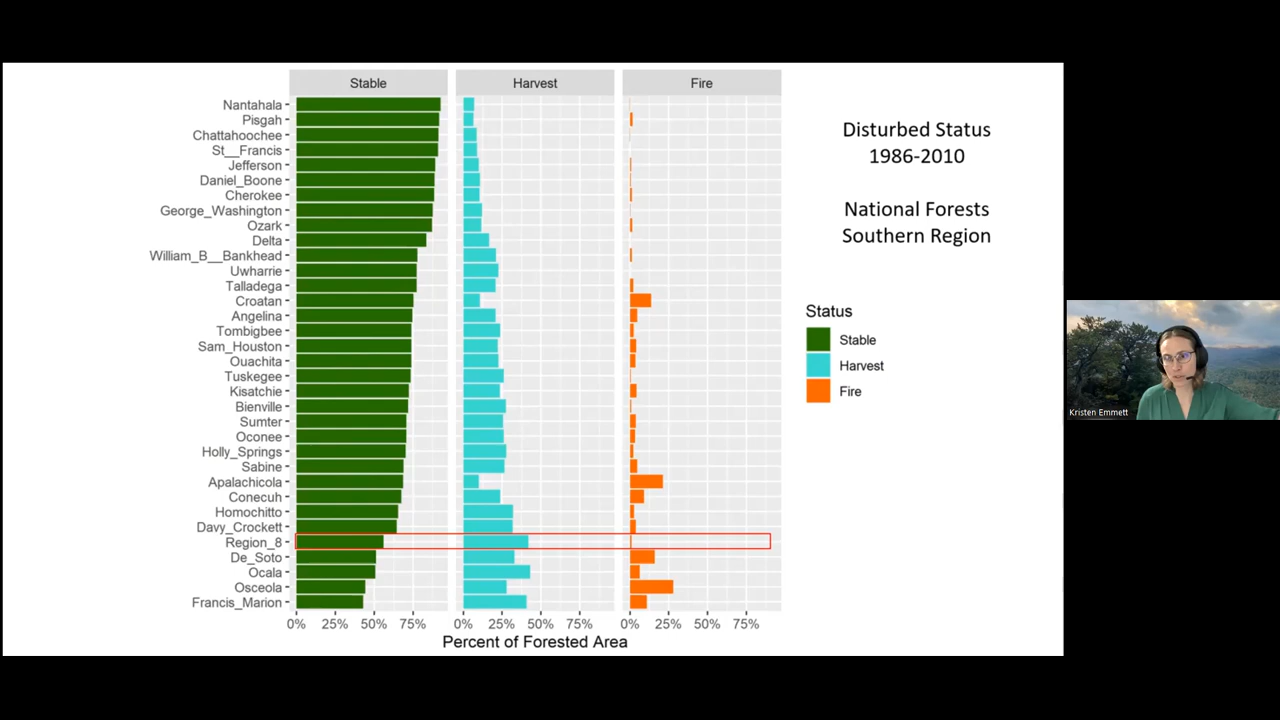 Stable Harvest Fire
Nantahala
Pisgah
Chattahoochee
St__Francis
Jefferson
Daniel_Boone
Cherokee
George_Washington
Ozark
Delta
William_B__Bankhead
Uwharrie
Talladega
Croatan
Angelina
Tombigbee
Sam_Houston
Ouachita
Tuskegee
Kisatchie
Bienville
Sumter
Oconee
Holly_Springs
Sabine
Apalachicola
Conecuh
Homochitto
Davy_Crockett
Region_8
De_Soto
Ocala
Osceola
Francis_Marion
0% 25% 50% 75% 0% 25% 50% 75% 0% 25% 50% 75%
Percent of Forested Area
Disturbed Status
1986-2010
National Forests
Southern Region
Status
Stable
Harvest
Fire
Kristen Emmett